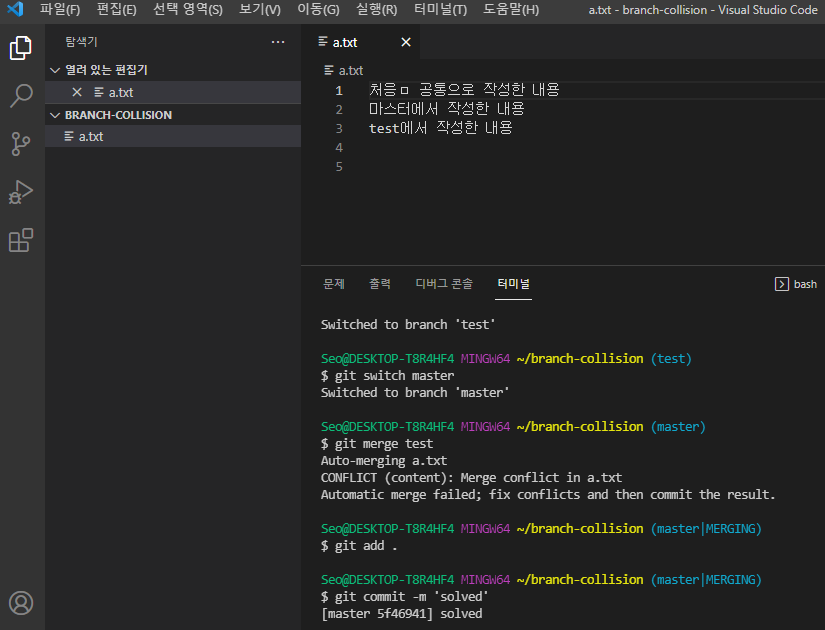 파일(F) 편집(E) 선택 영역(S) 보기(V) 이동(G) 실행(R) 터미널(T) 도움말(H) a.txt - branch-collision - Visual Studio Code
탐색기 ···
열려 있는 편집기
a.txt
BRANCH-COLLISION
a.txt
a.txt
a.txt
1 처음ㅁ 공통으로 작성한 내용
2 마스터에서 작성한 내용
3 test에서 작성한 내용
4
5
문제 출력 디버그 콘솔 터미널 bash
Switched to branch 'test'
Seo@DESKTOP-T8R4HF4 MINGW64 ~/branch-collision (test)
$ git switch master
Switched to branch 'master'
Seo@DESKTOP-T8R4HF4 MINGW64 ~/branch-collision (master)
$ git merge test
Auto-merging a.txt
CONFLICT (content): Merge conflict in a.txt
Automatic merge failed; fix conflicts and then commit the result.
Seo@DESKTOP-T8R4HF4 MINGW64 ~/branch-collision (master|MERGING)
$ git add .
Seo@DESKTOP-T8R4HF4 MINGW64 ~/branch-collision (master|MERGING)
$ git commit -m 'solved'
[master 5f46941] solved